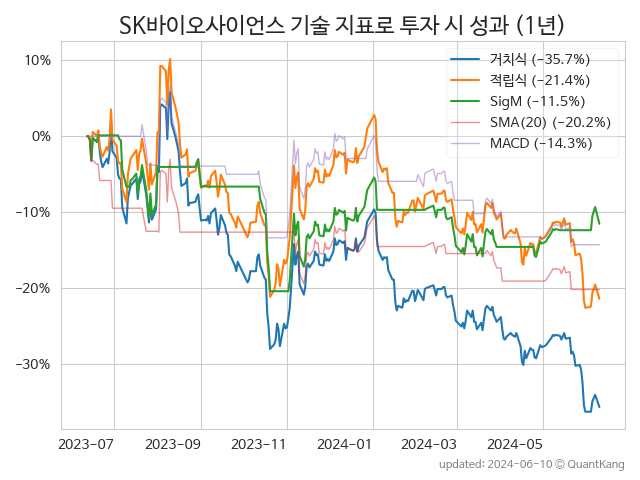 SK바이오사이언스 기술 지표로 투자 시 성과 (1년)
10%
0%
−10%
−20%
−30%
거치식 (−35.7%)
적립식 (−21.4%)
SigM (−11.5%)
SMA(20) (−20.2%)
MACD (−14.3%)
2023-07 2023-09 2023-11 2024-01 2024-03 2024-05
updated: 2024-06-10 © QuantKang